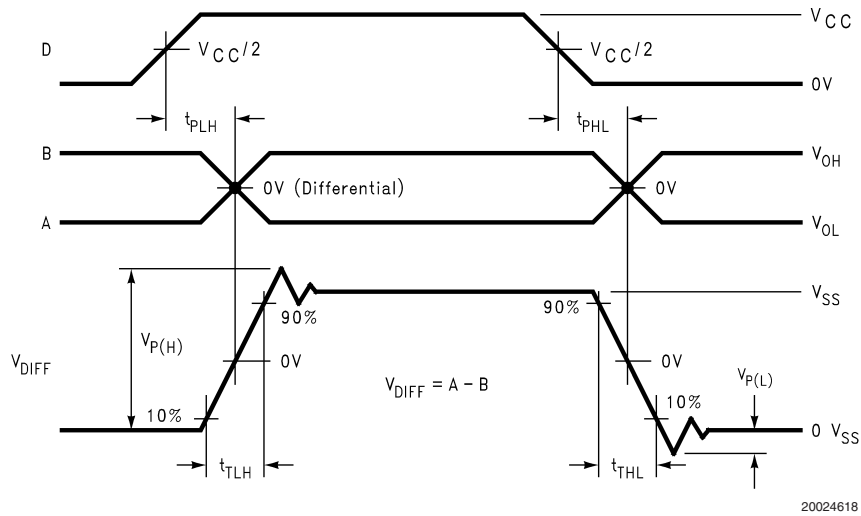 V_CC
D
V_CC/2
V_CC/2
0V
t_PLH
t_PHL
B
V_OH
0V (Differential)
0V
A
V_OL
90%
90%
V_SS
V_P(H)
V_DIFF
0V
0V
V_DIFF = A – B
V_P(L)
10%
10%
0 V_SS
t_TLH
t_THL
20024618